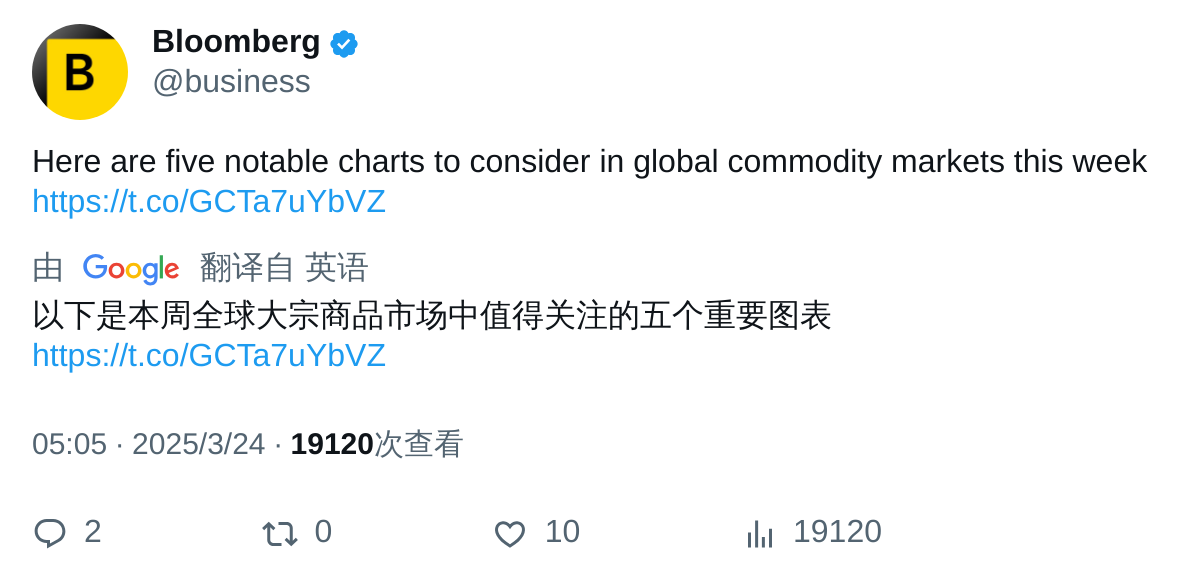 B
Bloomberg
@business
Here are five notable charts to consider in global commodity markets this week
https://t.co/GCTa7uYbVZ
由 Google 翻译自 英语
以下是本周全球大宗商品市场中值得关注的五个重要图表
https://t.co/GCTa7uYbVZ
05:05 · 2025/3/24 · 19120次查看
2 0 10 19120